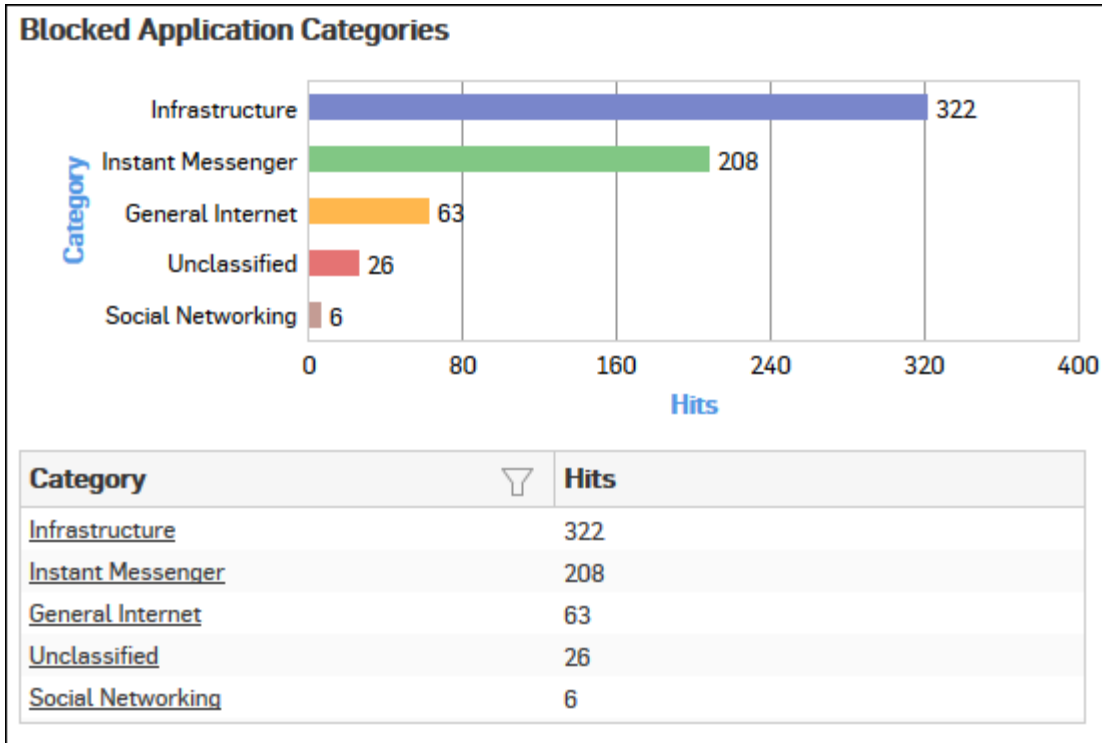 Blocked Application Categories
Category
Infrastructure 322
Instant Messenger 208
General Internet 63
Unclassified 26
Social Networking 6
0 80 160 240 320 400
Hits
Category Hits
Infrastructure 322
Instant Messenger 208
General Internet 63
Unclassified 26
Social Networking 6